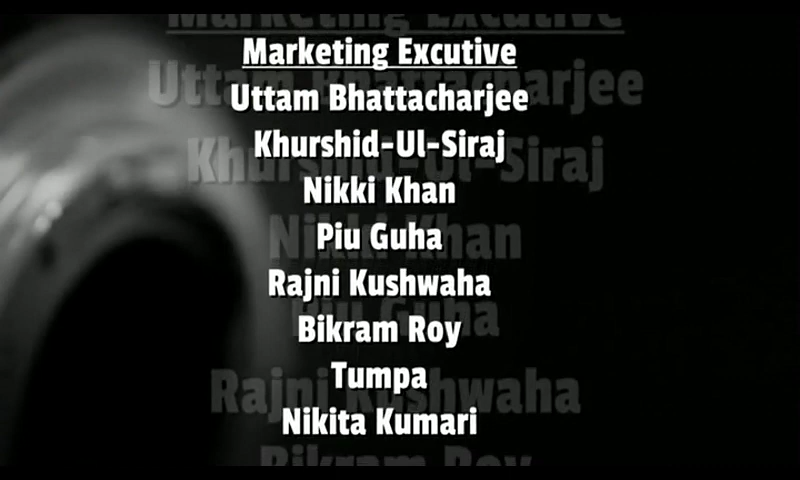 Marketing Excutive
Uttam Bhattacharjee
Khurshid-Ul-Siraj
Nikki Khan
Piu Guha
Rajni Kushwaha
Bikram Roy
Tumpa
Nikita Kumari